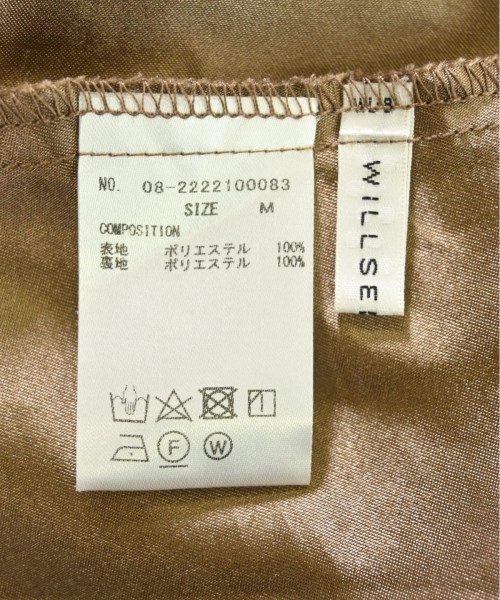 NO. 08-2222100083
SIZE M
COMPOSITION
表地 ポリエステル 100%
裏地 ポリエステル 100%
F
W
WILLSE